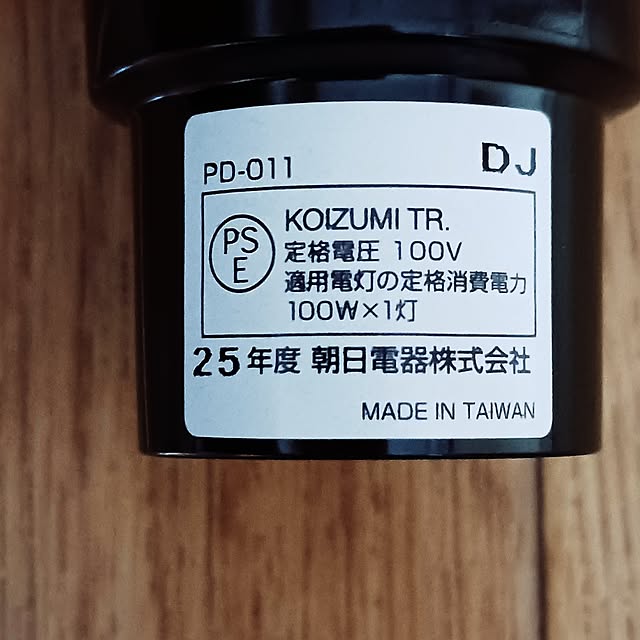 PD-011 DJ
PS
E
KOIZUMI TR.
定格電圧 100V
適用電灯の定格消費電力
100W×1灯
25年度 朝日電器株式会社
MADE IN TAIWAN